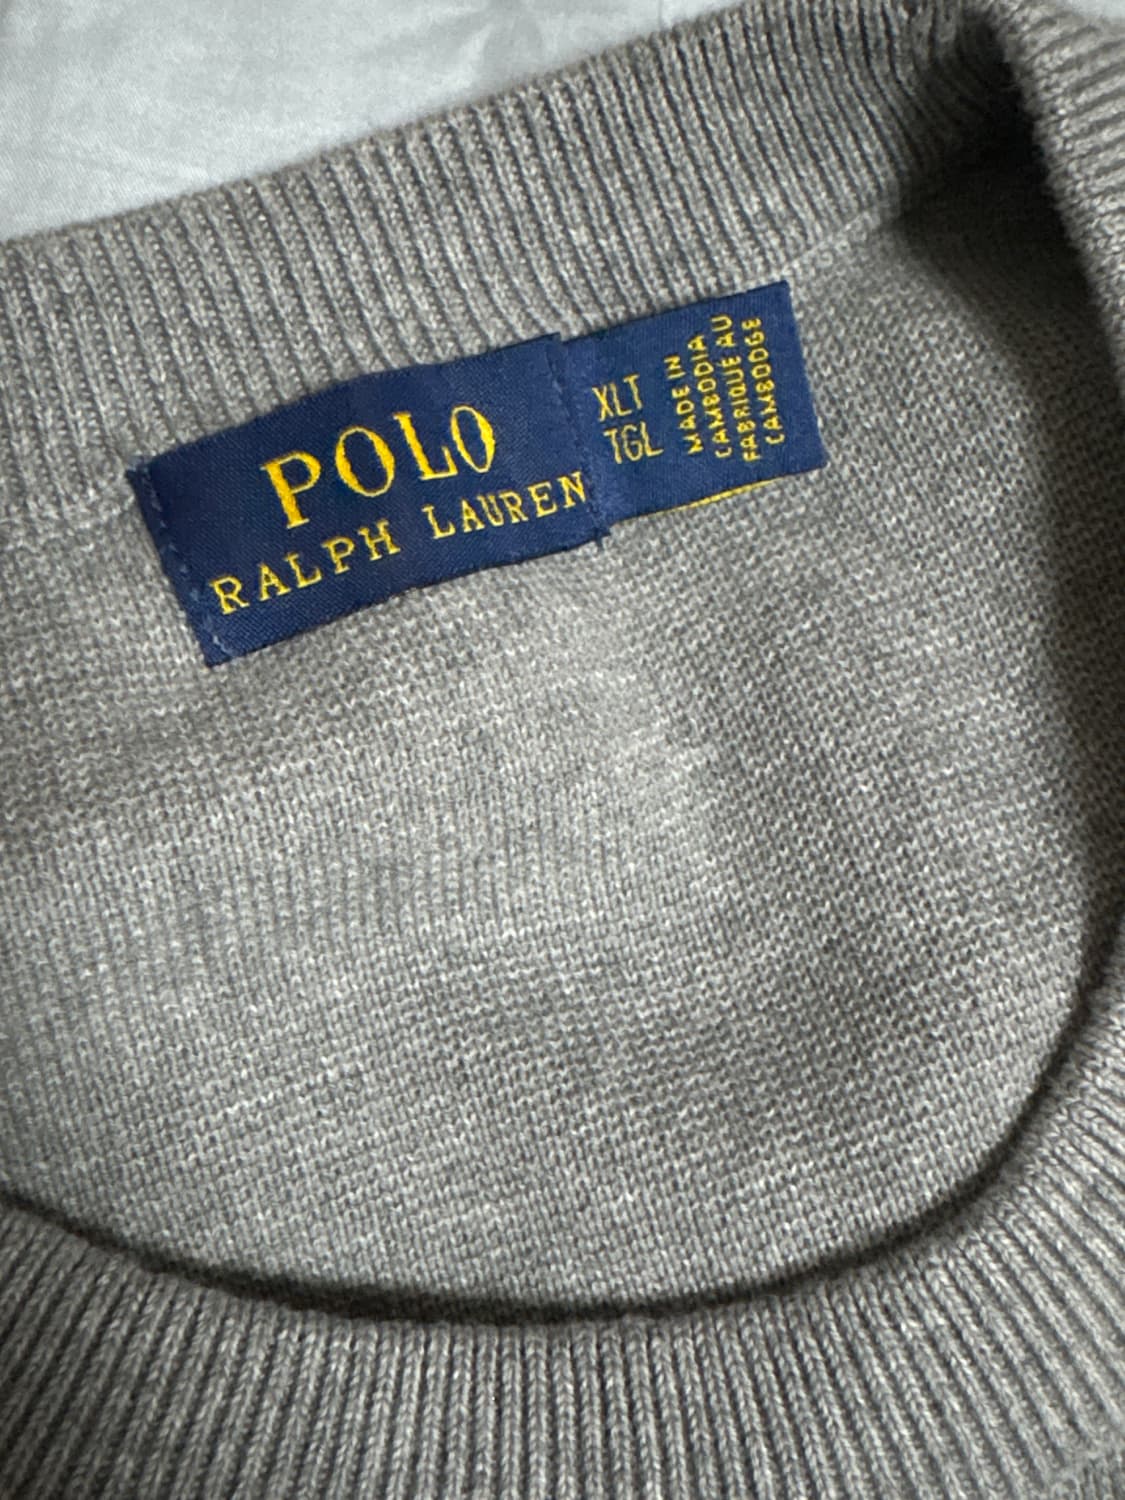 POLO
RALPH LAUREN
XLT
TGL
MADE IN
CAMBODIA
FABRIQUE AU
CAMBODGE